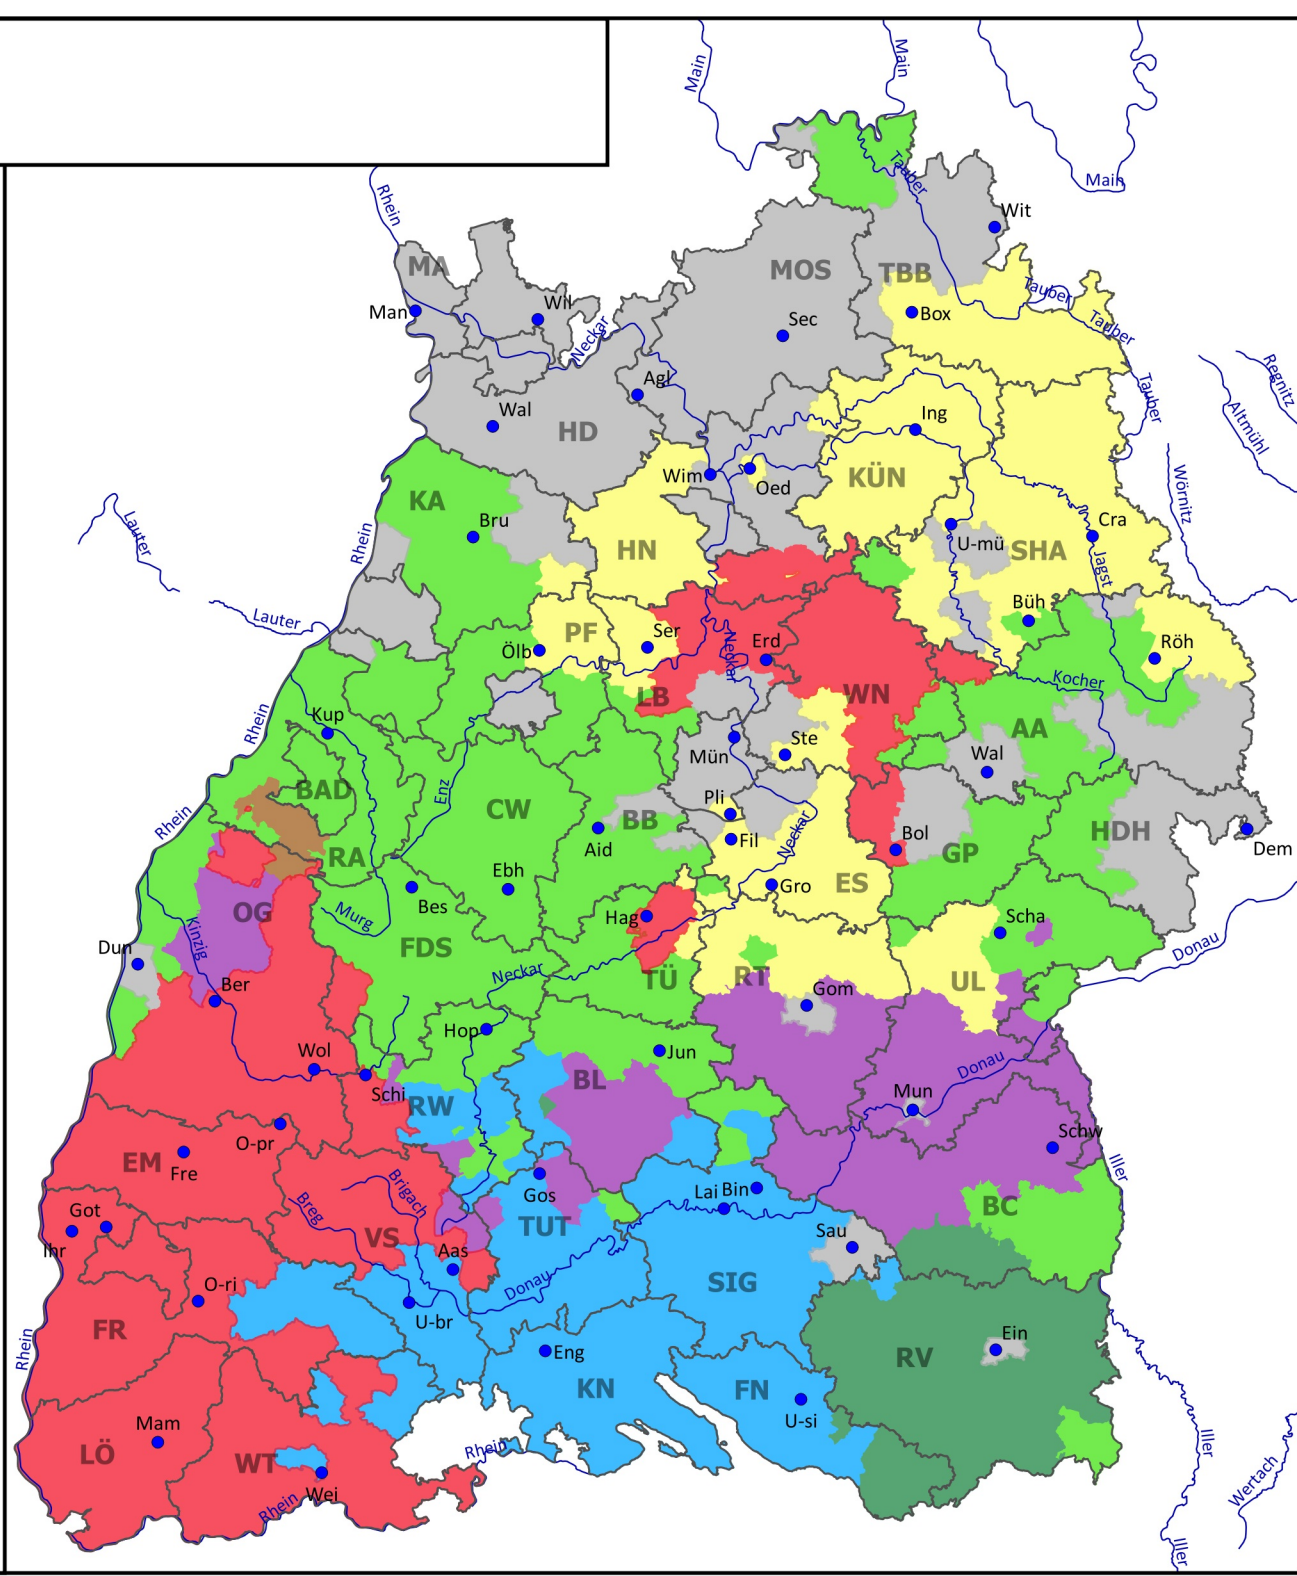 Main
Main
Main
Tauber
Rhein
Wit
MA
MOS
TBB
Tauber
Man
Wil
Neckar
Sec
Box
Tauber
Regnitz
Agl
Tauber
Altmühl
Wal
HD
Ing
Wim
Oed
KÜN
Wörnitz
KA
Bru
Lauter
Rhein
HN
U-mü
SHA
Cra
Jagst
Lauter
Büh
PF
Ser
Ölb
Neckar
Erd
Röh
Kocher
LB
WN
AA
Rhein
Kup
Mün
Ste
Wal
BAD
Enz
CW
Pli
Rhein
BB
Aid
Fil
Neckar
Bol
GP
HDH
Dem
RA
Ebh
Bes
Gro
ES
OG
Murg
Hag
Scha
Kinzig
Dun
FDS
Neckar
TÜ
RT
UL
Donau
Ber
Gom
Hop
Jun
Wol
Schi
BL
Donau
Mun
RW
O-pr
Schw
EM
Fre
Iller
Brigach
Breg
Gos
Lai
Bin
BC
Got
Ihr
VS
TUT
Sau
Aas
O-ri
Donau
SIG
U-br
FR
Rhein
Eng
RV
Ein
KN
FN
U-si
Mam
LÖ
WT
Rhein
Iller
Wertach
Wei
Rhein
Iller